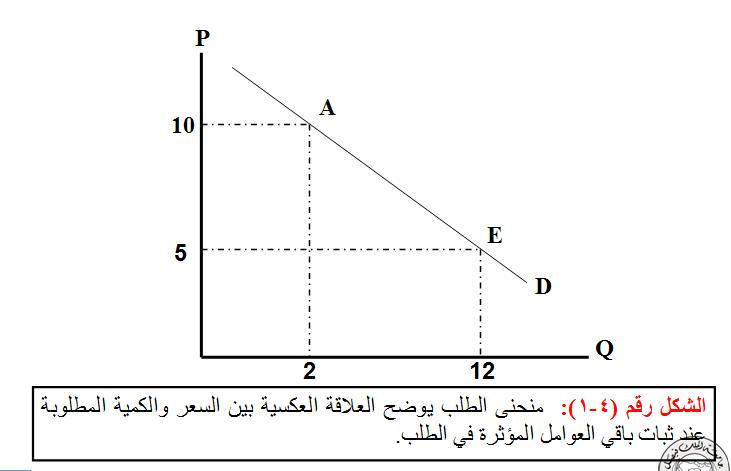 P
A
10
E
5
D
Q
2
12
الشكل رقم (٤-١): منحنى الطلب يوضح العلاقة العكسية بين السعر والكمية المطلوبة
عند ثبات باقي العوامل المؤثرة في الطلب.